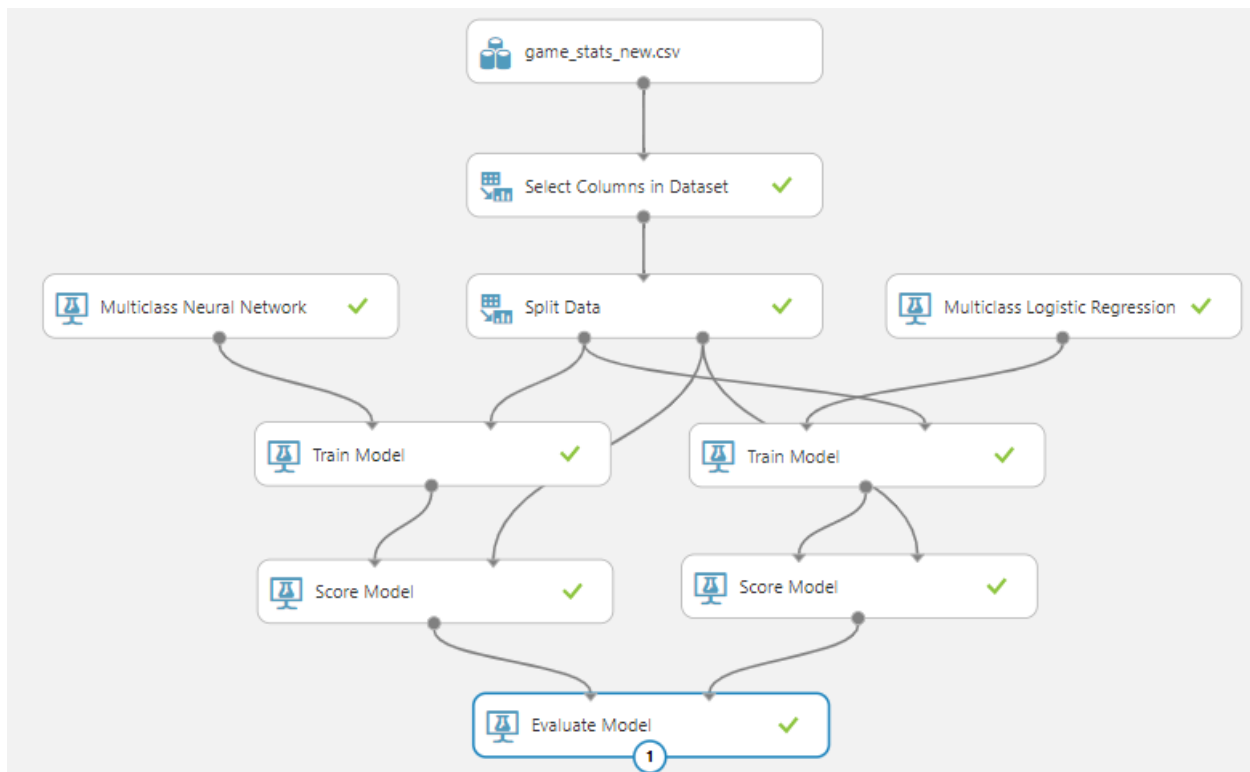 game_stats_new.csv
Select Columns in Dataset
Multiclass Neural Network
Split Data
Multiclass Logistic Regression
Train Model
Train Model
Score Model
Score Model
Evaluate Model
1